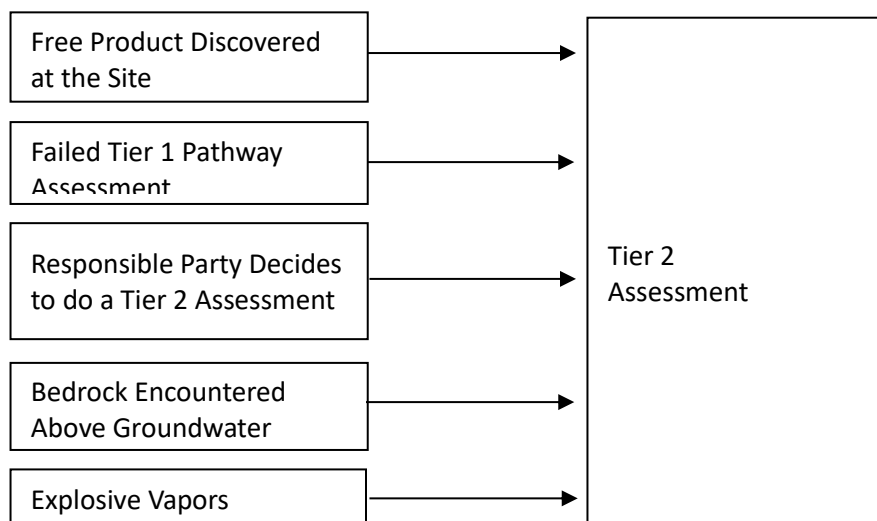 Free Product Discovered
at the Site
Failed Tier 1 Pathway
Assessment
Responsible Party Decides
to do a Tier 2 Assessment
Bedrock Encountered
Above Groundwater
Explosive Vapors
Tier 2
Assessment